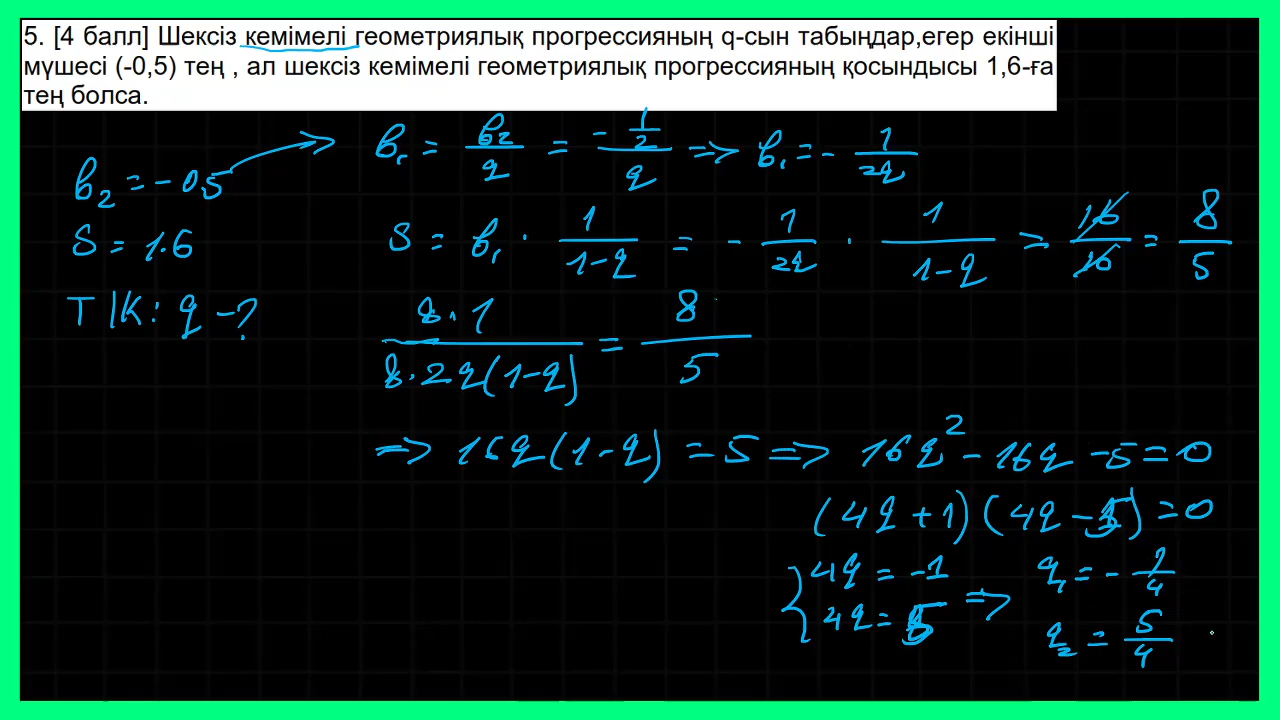 5. [4 балл] Шексіз кемімелі геометриялық прогрессияның q-сын табыңдар,егер екінші
мүшесі (-0,5) тең , ал шексіз кемімелі геометриялық прогрессияның қосындысы 1,6-ға
тең болса.
b₂ = - 0.5
b₁ = b₂/q = - (1/2)/q => b₁ = - 1/2q
S = 1.6
S = b₁ · 1/(1-q) = - 1/2q · 1/(1-q) = 16/10 = 8/5
Т/К: q - ?
8·1/8·2q(1-q) = 8/5
=> 16q(1-q) = 5 => 16q² - 16q - 5 = 0
(4q + 1)(4q - 5) = 0
4q = -1
4q = 5
=> q₁ = - 1/4
q₂ = 5/4